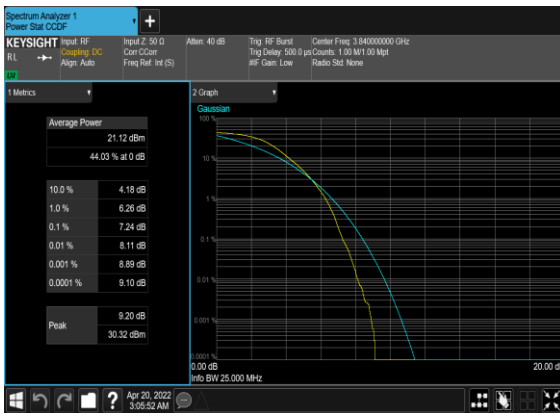 Spectrum Analyzer 1
Power Stat CCDF
KEYSIGHT
RL
LV
Input: RF
Coupling: DC
Align: Auto
Input Z: 50 Ω
Corr CCorr
Freq Ref: Int (S)
Atten: 40 dB
Trig: RF Burst
Trig Delay: 500.0 µs
#IF Gain: Low
Center Freq: 3.840000000 GHz
Counts: 1.00 M/1.00 Mpt
Radio Std: None
1 Metrics
Average Power
21.12 dBm
44.03 % at 0 dB
10.0 % 4.18 dB
1.0 % 6.26 dB
0.1 % 7.24 dB
0.01 % 8.11 dB
0.001 % 8.89 dB
0.0001 % 9.10 dB
Peak
9.20 dB
30.32 dBm
2 Graph
Gaussian
100 %
10 %
1 %
0.1 %
0.01 %
0.001 %
0.0001 %
0.00 dB
20.00 d
Info BW 25.000 MHz
?
Apr 20, 2022
3:05:52 AM